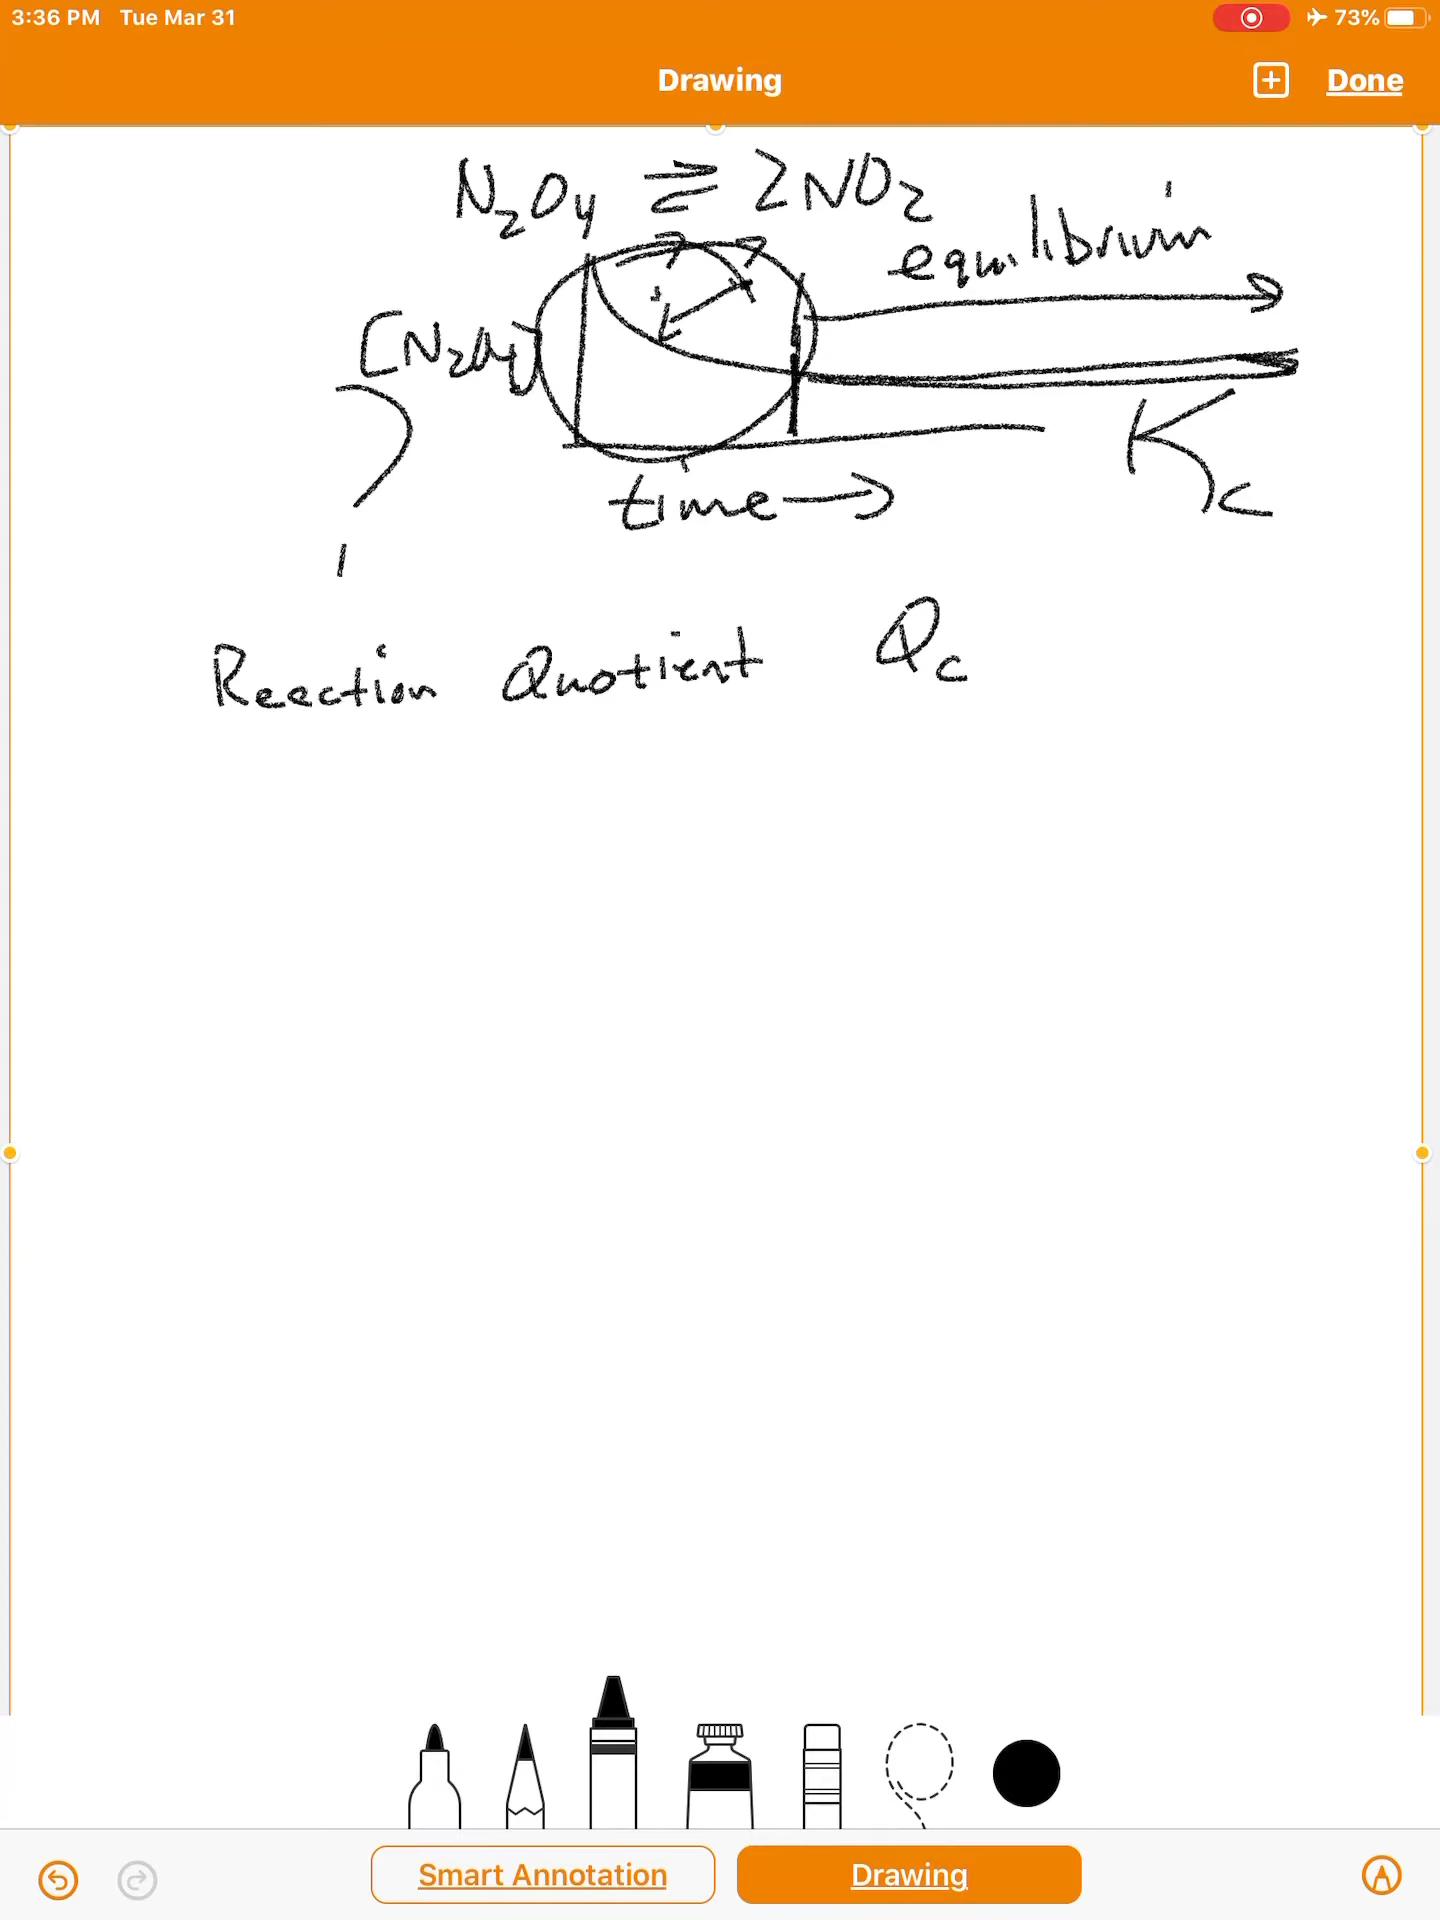 3:36 PM Tue Mar 31 73%
Drawing Done
N₂O₄ ⇄ 2NO₂
equilibrium
[N₂O₄]
?
time →
Kc
Reaction Quotient Qc
Smart Annotation Drawing